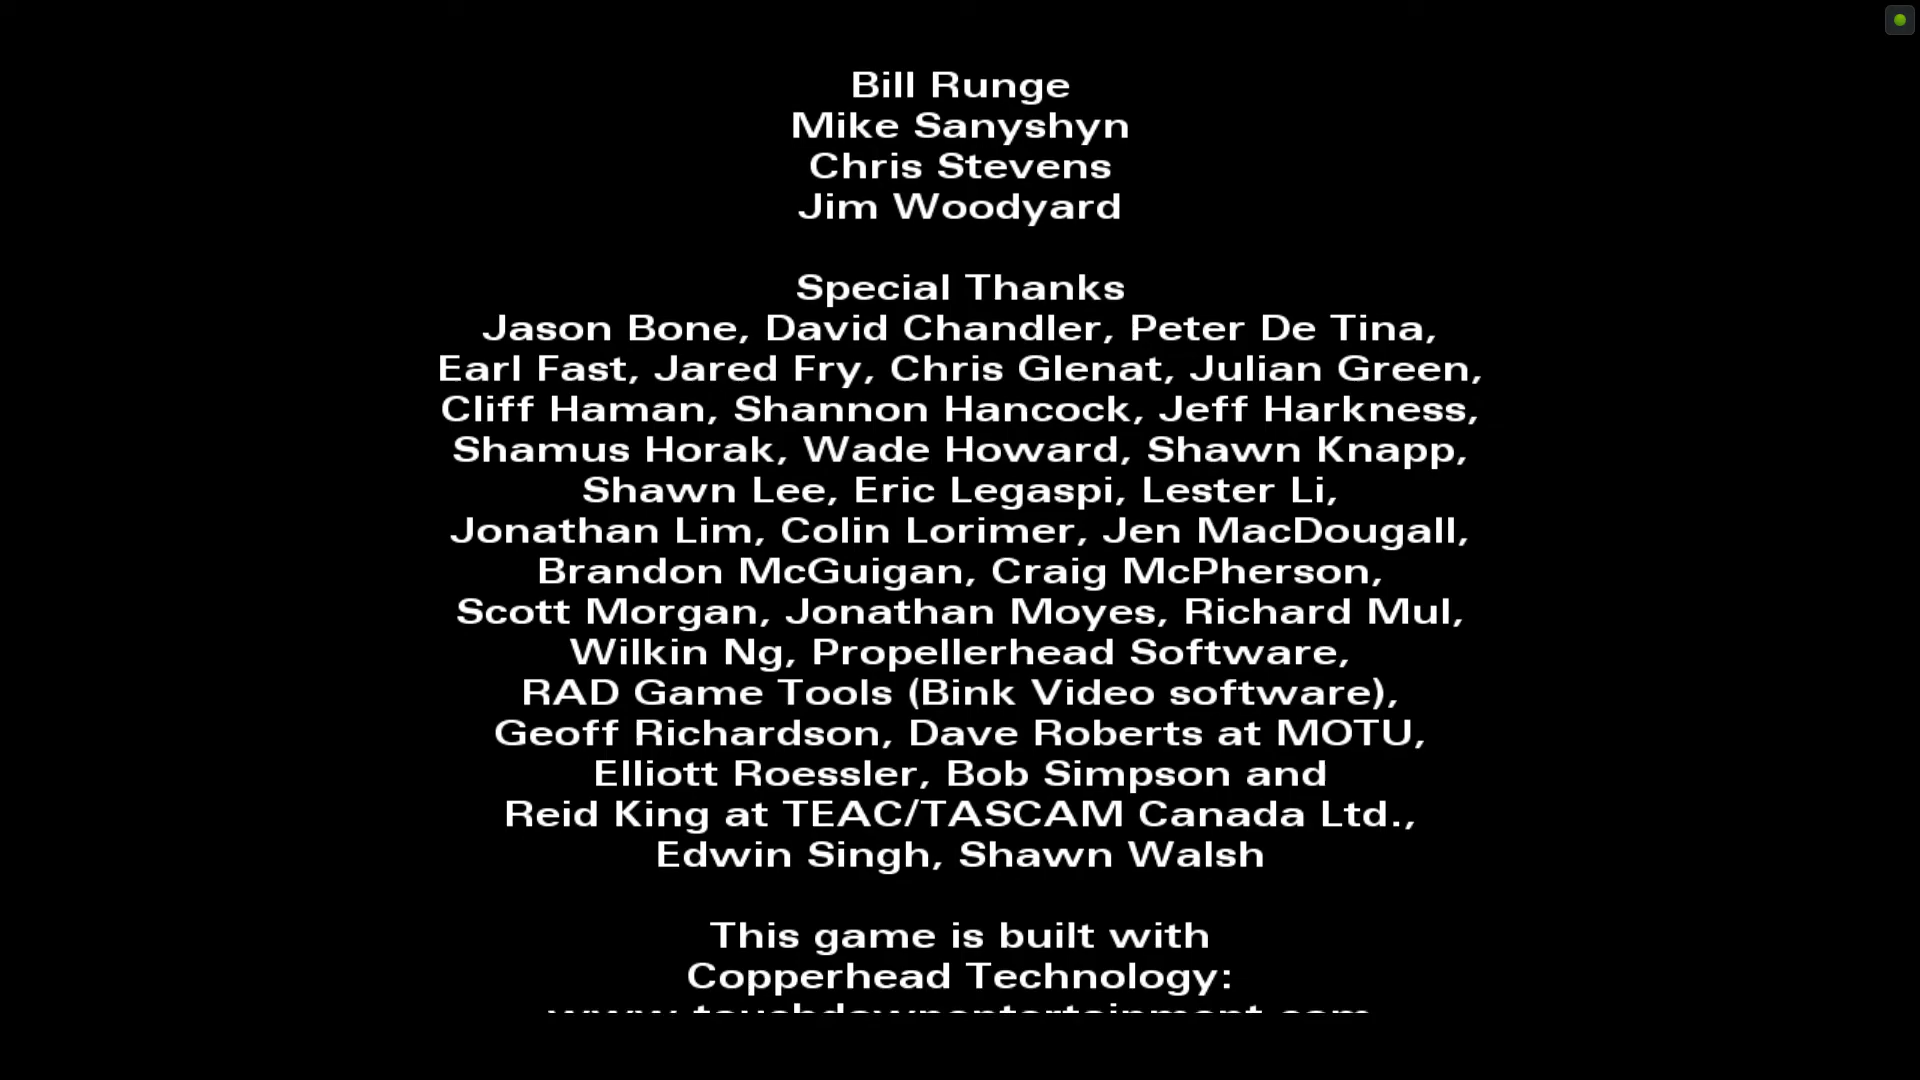 Bill Runge
Mike Sanyshyn
Chris Stevens
Jim Woodyard
Special Thanks
Jason Bone, David Chandler, Peter De Tina,
Earl Fast, Jared Fry, Chris Glenat, Julian Green,
Cliff Haman, Shannon Hancock, Jeff Harkness,
Shamus Horak, Wade Howard, Shawn Knapp,
Shawn Lee, Eric Legaspi, Lester Li,
Jonathan Lim, Colin Lorimer, Jen MacDougall,
Brandon McGuigan, Craig McPherson,
Scott Morgan, Jonathan Moyes, Richard Mul,
Wilkin Ng, Propellerhead Software,
RAD Game Tools (Bink Video software),
Geoff Richardson, Dave Roberts at MOTU,
Elliott Roessler, Bob Simpson and
Reid King at TEAC/TASCAM Canada Ltd.,
Edwin Singh, Shawn Walsh
This game is built with
Copperhead Technology:
www.touchdownentertainment.com